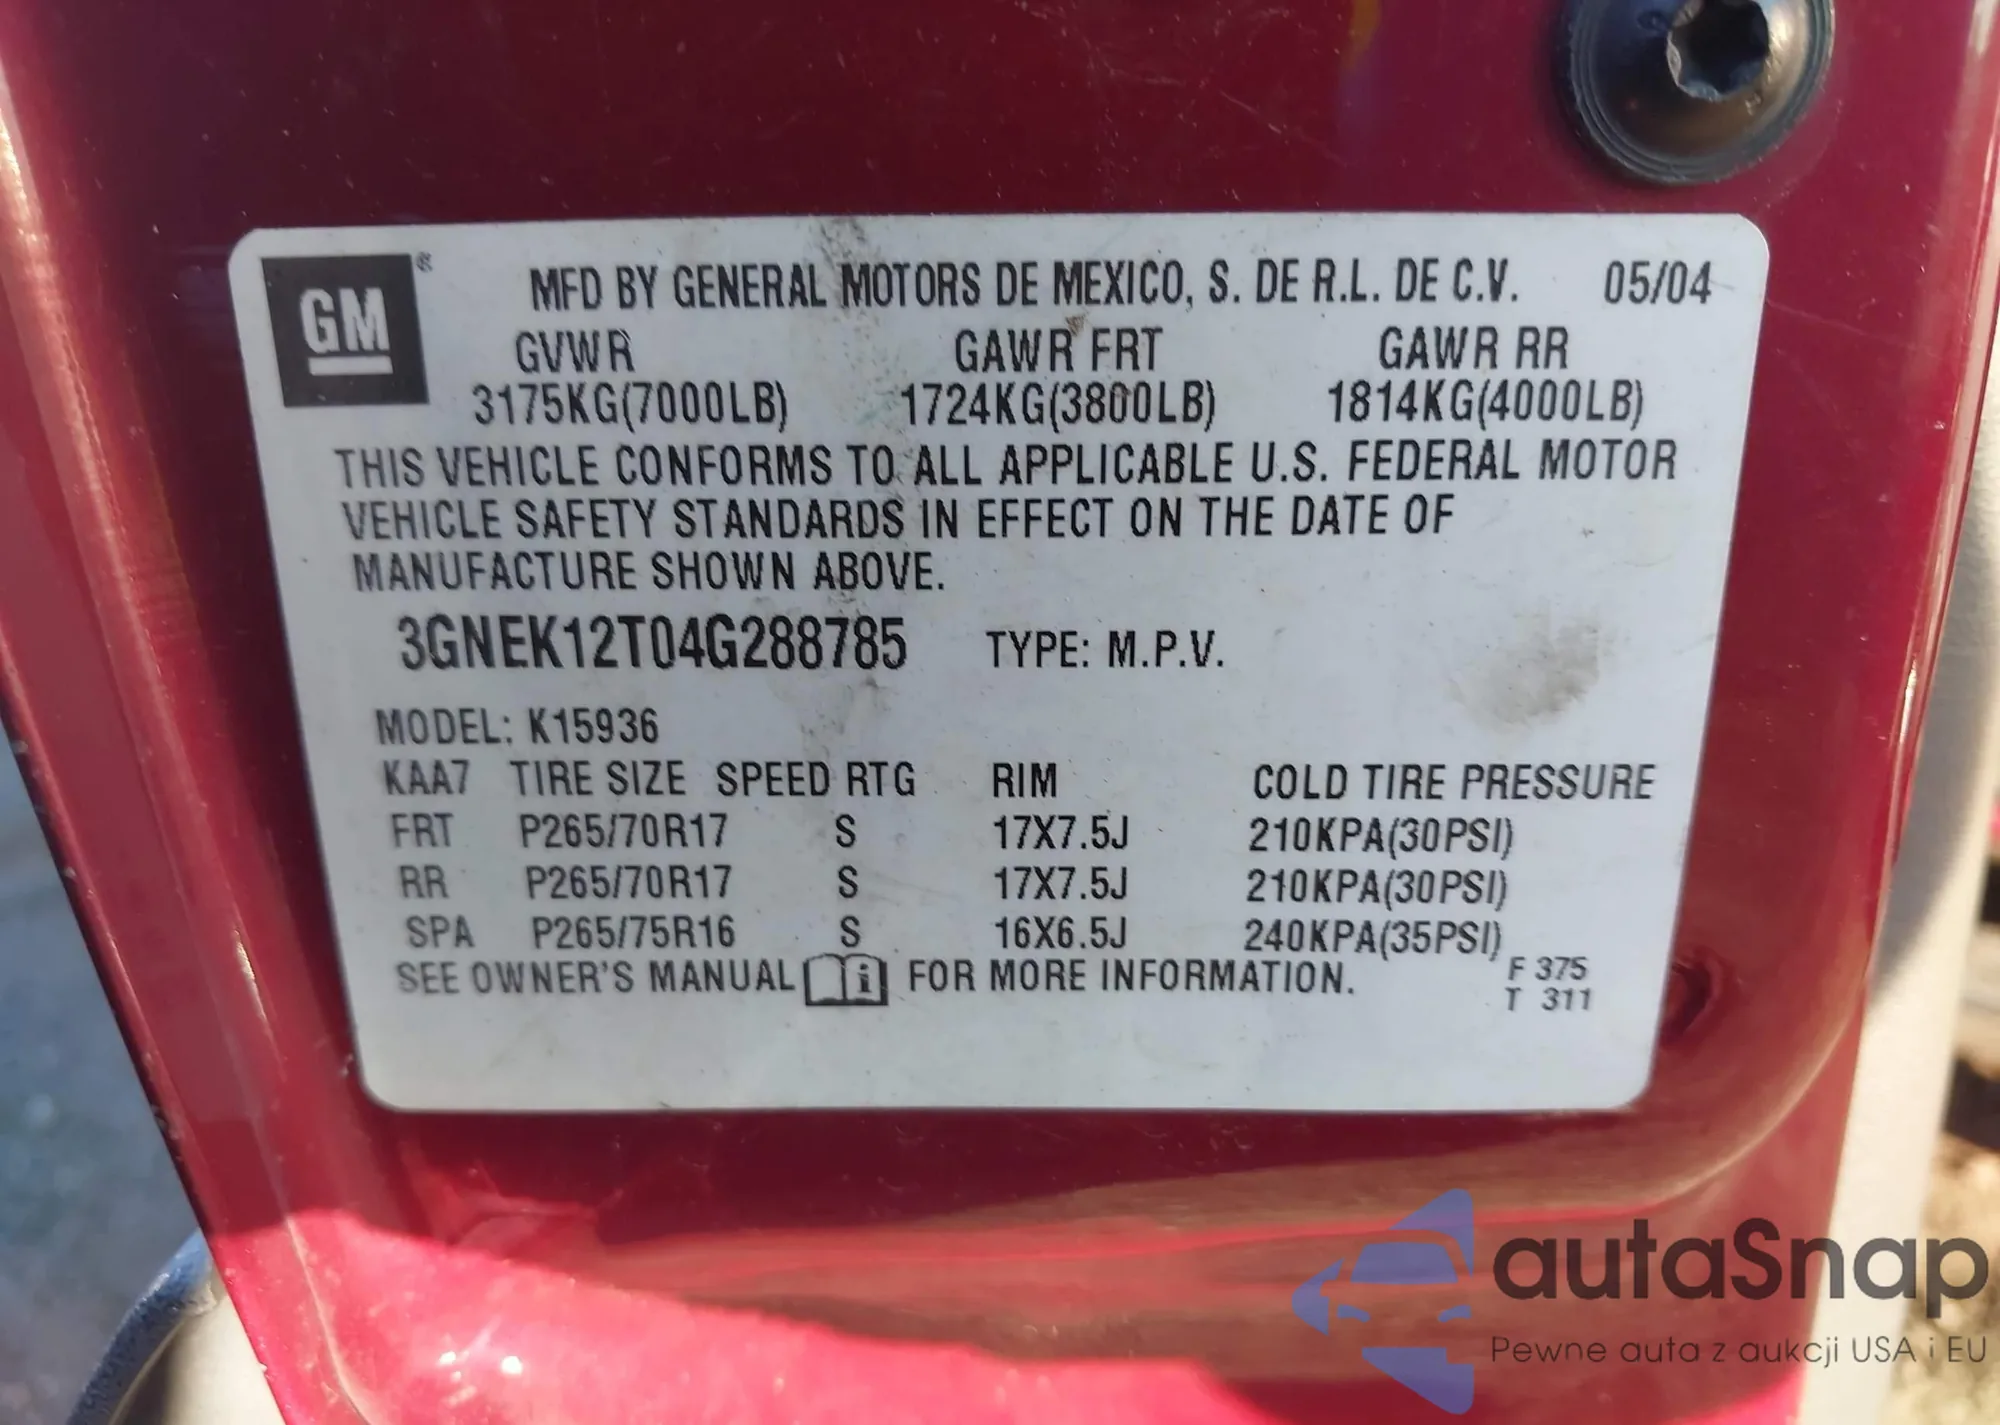 GM®
MFD BY GENERAL MOTORS DE MEXICO, S. DE R.L. DE C.V. 05/04
GVWR GAWR FRT GAWR RR
3175KG(7000LB) 1724KG(3800LB) 1814KG(4000LB)
THIS VEHICLE CONFORMS TO ALL APPLICABLE U.S. FEDERAL MOTOR
VEHICLE SAFETY STANDARDS IN EFFECT ON THE DATE OF
MANUFACTURE SHOWN ABOVE.
3GNEK12T04G288785 TYPE: M.P.V.
MODEL: K15936
KAA7 TIRE SIZE SPEED RTG RIM COLD TIRE PRESSURE
FRT P265/70R17 S 17X7.5J 210KPA(30PSI)
RR P265/70R17 S 17X7.5J 210KPA(30PSI)
SPA P265/75R16 S 16X6.5J 240KPA(35PSI)
SEE OWNER'S MANUAL i FOR MORE INFORMATION.
F 375
T 311
autaSnap
Pewne auta z aukcji USA i EU